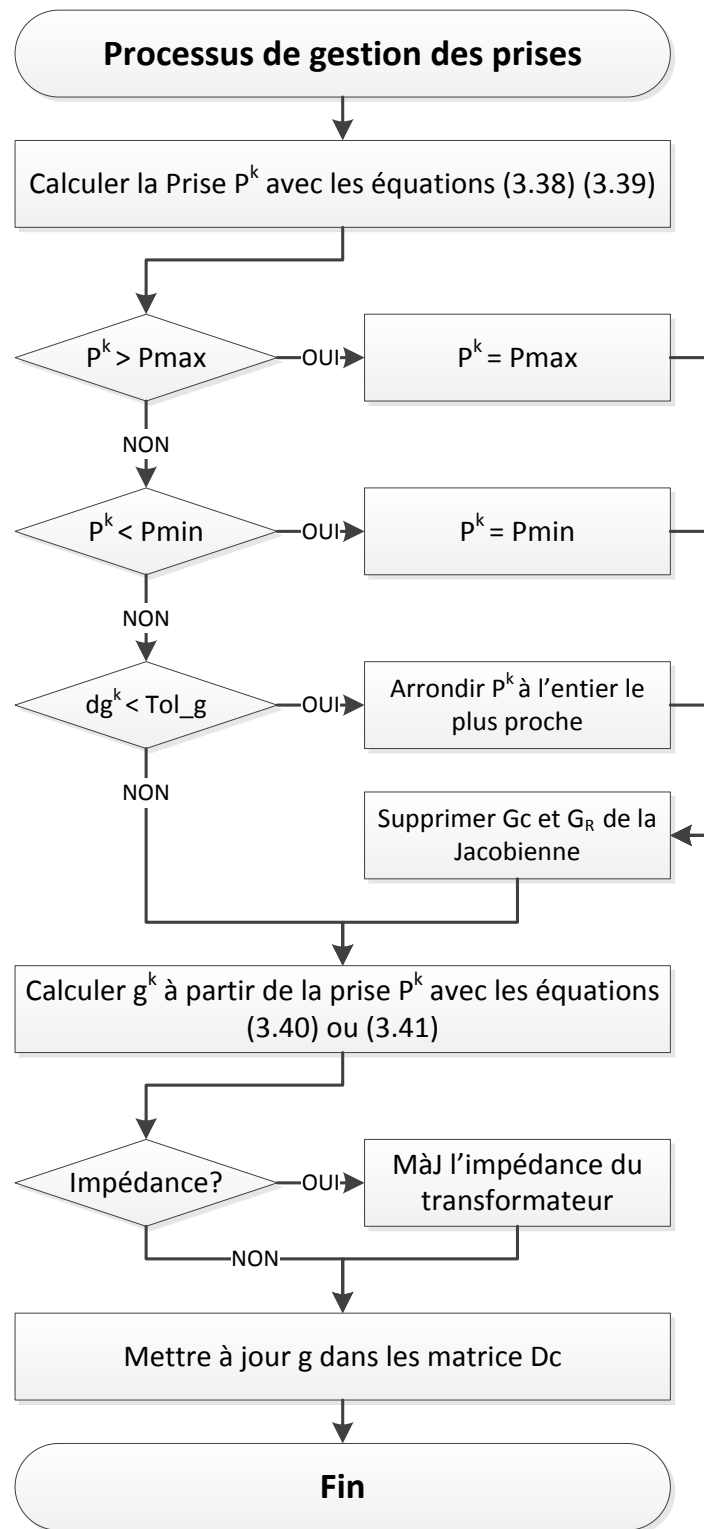 Processus de gestion des prises
Calculer la Prise P^k avec les équations (3.38) (3.39)
P^k > Pmax
OUI
P^k = Pmax
NON
P^k < Pmin
OUI
P^k = Pmin
NON
dg^k < Tol_g
OUI
Arrondir P^k à l’entier le
plus proche
NON
Supprimer Gc et G_R de la
Jacobienne
Calculer g^k à partir de la prise P^k avec les équations
(3.40) ou (3.41)
Impédance?
OUI
MàJ l’impédance du
transformateur
NON
Mettre à jour g dans les matrice Dc
Fin